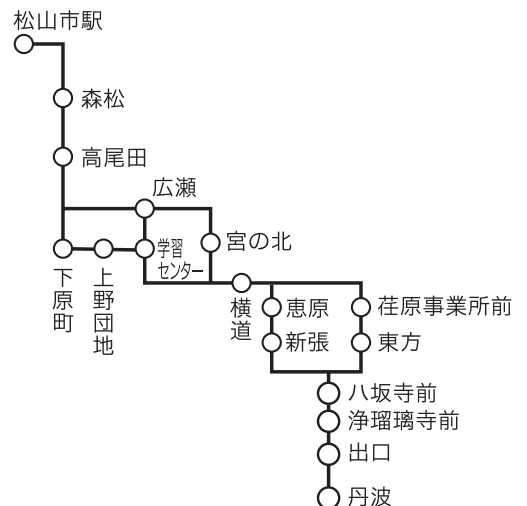 松山市駅
森松
高尾田
広瀬
学習
センター
宮の北
下原町
上野団地
横道
恵原
新張
荏原事業所前
東方
八坂寺前
浄瑠璃寺前
出口
丹波